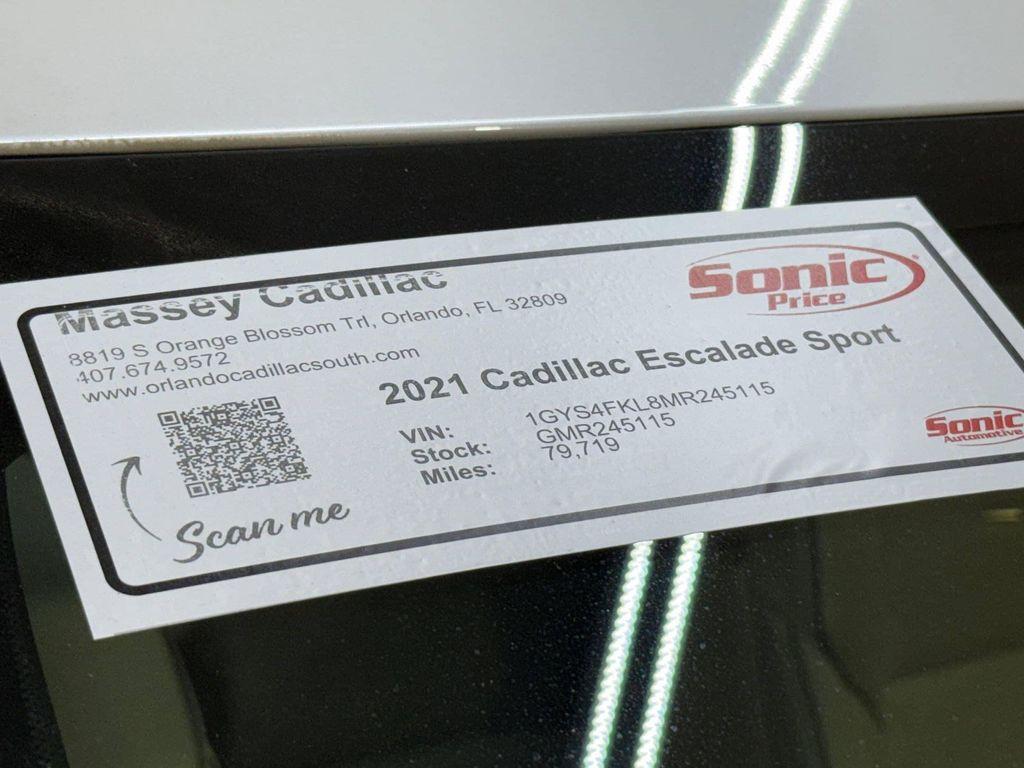 Massey Cadillac
8819 S Orange Blossom Trl, Orlando, FL 32809
407.674.9572
www.orlandocadillacsouth.com
Sonic
Price
2021 Cadillac Escalade Sport
VIN: 1GYS4FKL8MR245115
Stock: GMR245115
Miles: 79,719
Scan me
Sonic
Automotive